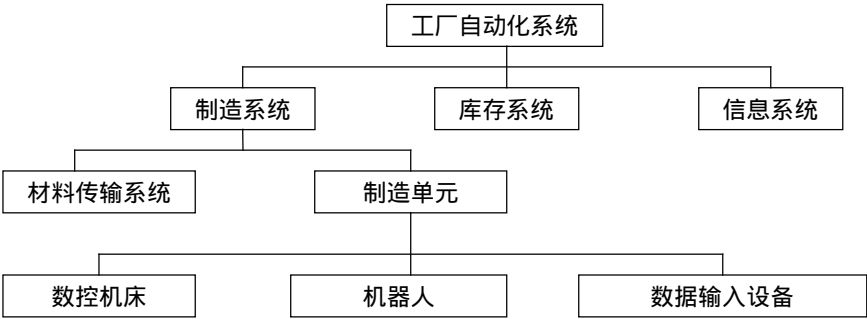 工厂自动化系统
制造系统
库存系统
信息系统
材料传输系统
制造单元
数控机床
机器人
数据输入设备